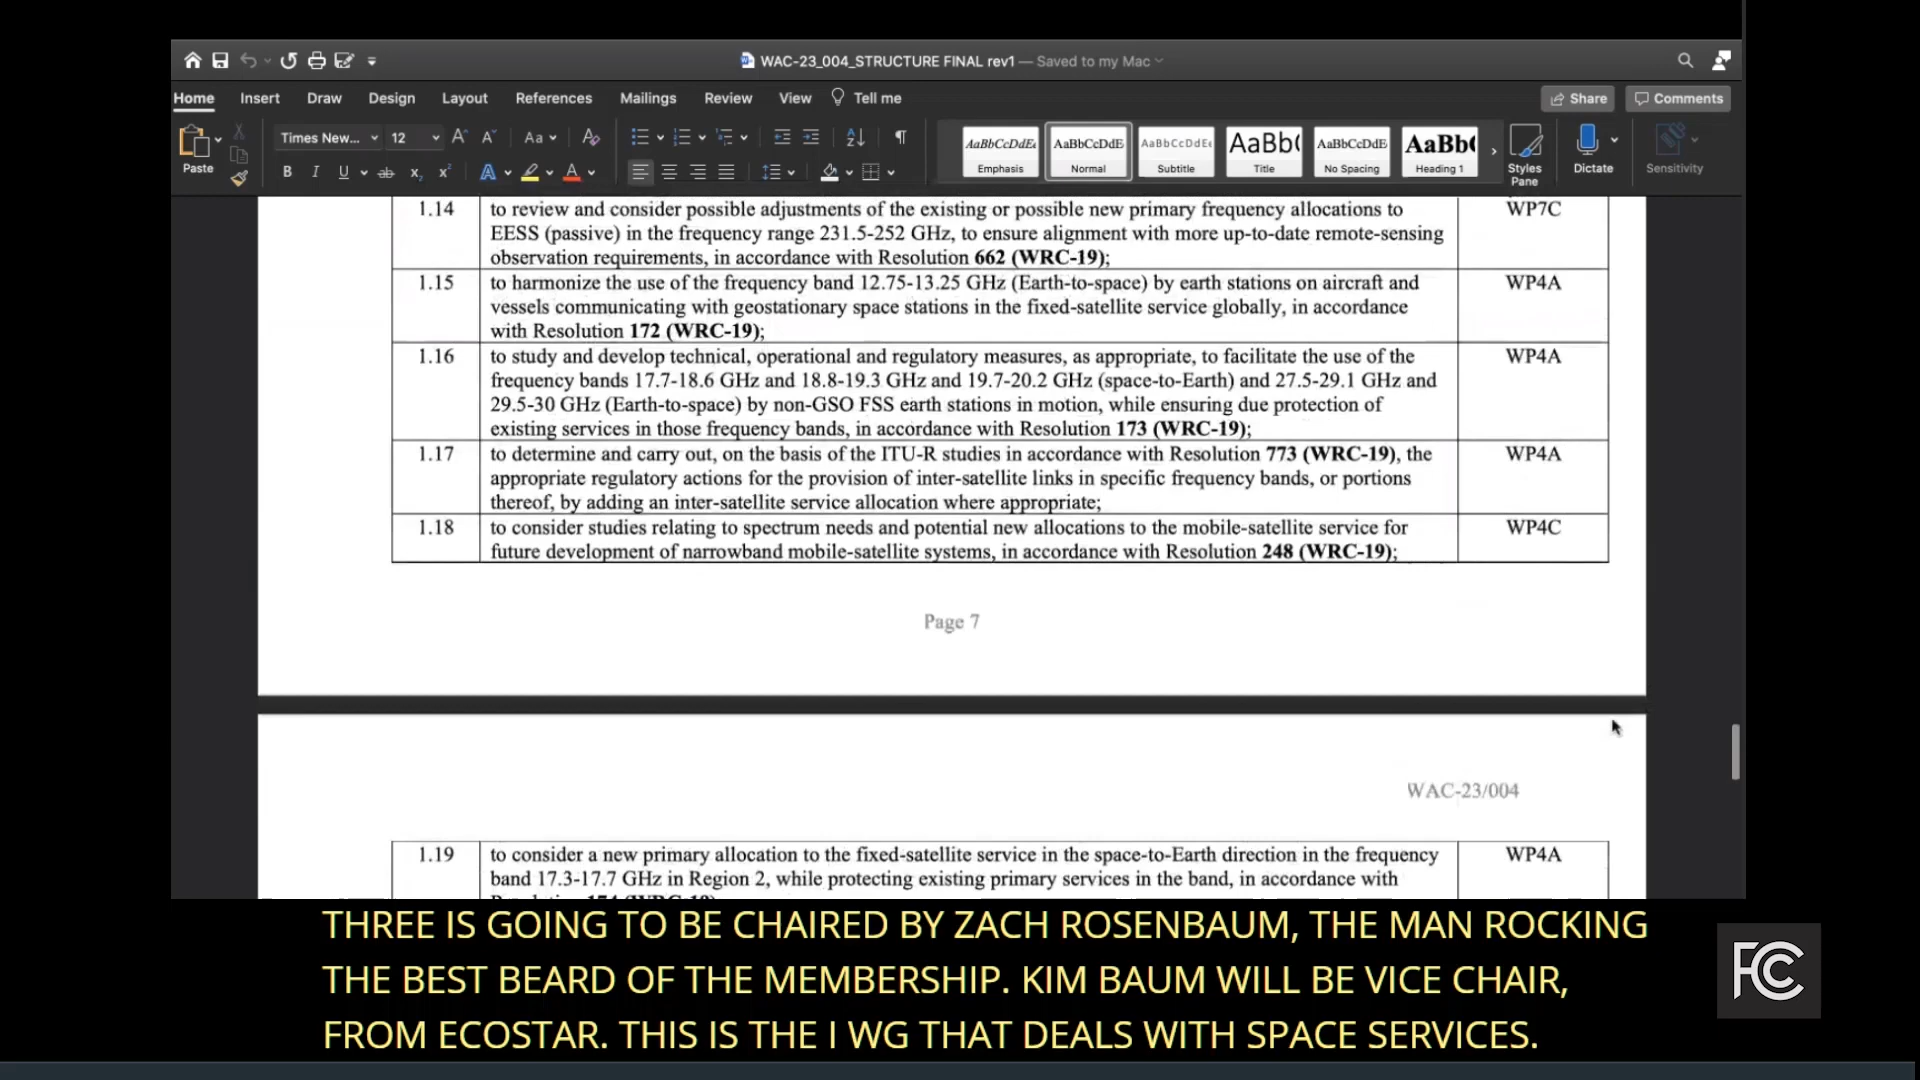 WAC-23_004_STRUCTURE FINAL rev1 — Saved to my Mac
Home Insert Draw Design Layout References Mailings Review View Tell me Share Comments
Paste
Times New... 12 Aa
B I U ab x x A A
AaBbCcDdEe AaBbCcDdE AaBbCcDdEe AaBb( AaBbCcDdE AaBb(
Emphasis Normal Subtitle Title No Spacing Heading 1
Styles Pane Dictate Sensitivity
1.14 to review and consider possible adjustments of the existing or possible new primary frequency allocations to WP7C
EESS (passive) in the frequency range 231.5-252 GHz, to ensure alignment with more up-to-date remote-sensing
observation requirements, in accordance with Resolution 662 (WRC-19);
1.15 to harmonize the use of the frequency band 12.75-13.25 GHz (Earth-to-space) by earth stations on aircraft and WP4A
vessels communicating with geostationary space stations in the fixed-satellite service globally, in accordance
with Resolution 172 (WRC-19);
1.16 to study and develop technical, operational and regulatory measures, as appropriate, to facilitate the use of the WP4A
frequency bands 17.7-18.6 GHz and 18.8-19.3 GHz and 19.7-20.2 GHz (space-to-Earth) and 27.5-29.1 GHz and
29.5-30 GHz (Earth-to-space) by non-GSO FSS earth stations in motion, while ensuring due protection of
existing services in those frequency bands, in accordance with Resolution 173 (WRC-19);
1.17 to determine and carry out, on the basis of the ITU-R studies in accordance with Resolution 773 (WRC-19), the WP4A
appropriate regulatory actions for the provision of inter-satellite links in specific frequency bands, or portions
thereof, by adding an inter-satellite service allocation where appropriate;
1.18 to consider studies relating to spectrum needs and potential new allocations to the mobile-satellite service for WP4C
future development of narrowband mobile-satellite systems, in accordance with Resolution 248 (WRC-19);
Page 7
WAC-23/004
1.19 to consider a new primary allocation to the fixed-satellite service in the space-to-Earth direction in the frequency WP4A
band 17.3-17.7 GHz in Region 2, while protecting existing primary services in the band, in accordance with
THREE IS GOING TO BE CHAIRED BY ZACH ROSENBAUM, THE MAN ROCKING
THE BEST BEARD OF THE MEMBERSHIP. KIM BAUM WILL BE VICE CHAIR,
FROM ECOSTAR. THIS IS THE I WG THAT DEALS WITH SPACE SERVICES.
FCC